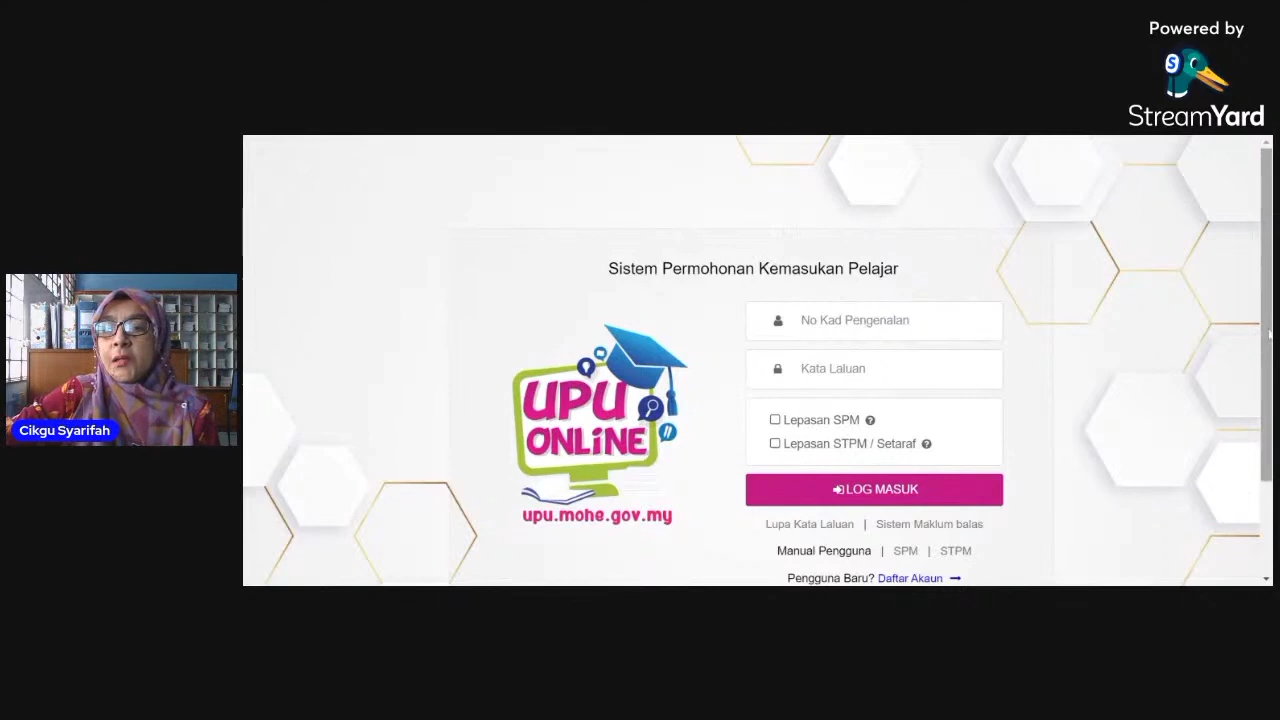 Powered by
S
StreamYard
Sistem Permohonan Kemasukan Pelajar
No Kad Pengenalan
Kata Laluan
Lepasan SPM
Lepasan STPM / Setaraf
LOG MASUK
Lupa Kata Laluan | Sistem Maklum balas
Manual Pengguna | SPM | STPM
Pengguna Baru? Daftar Akaun
UPU
ONLINE
upu.mohe.gov.my
Cikgu Syarifah